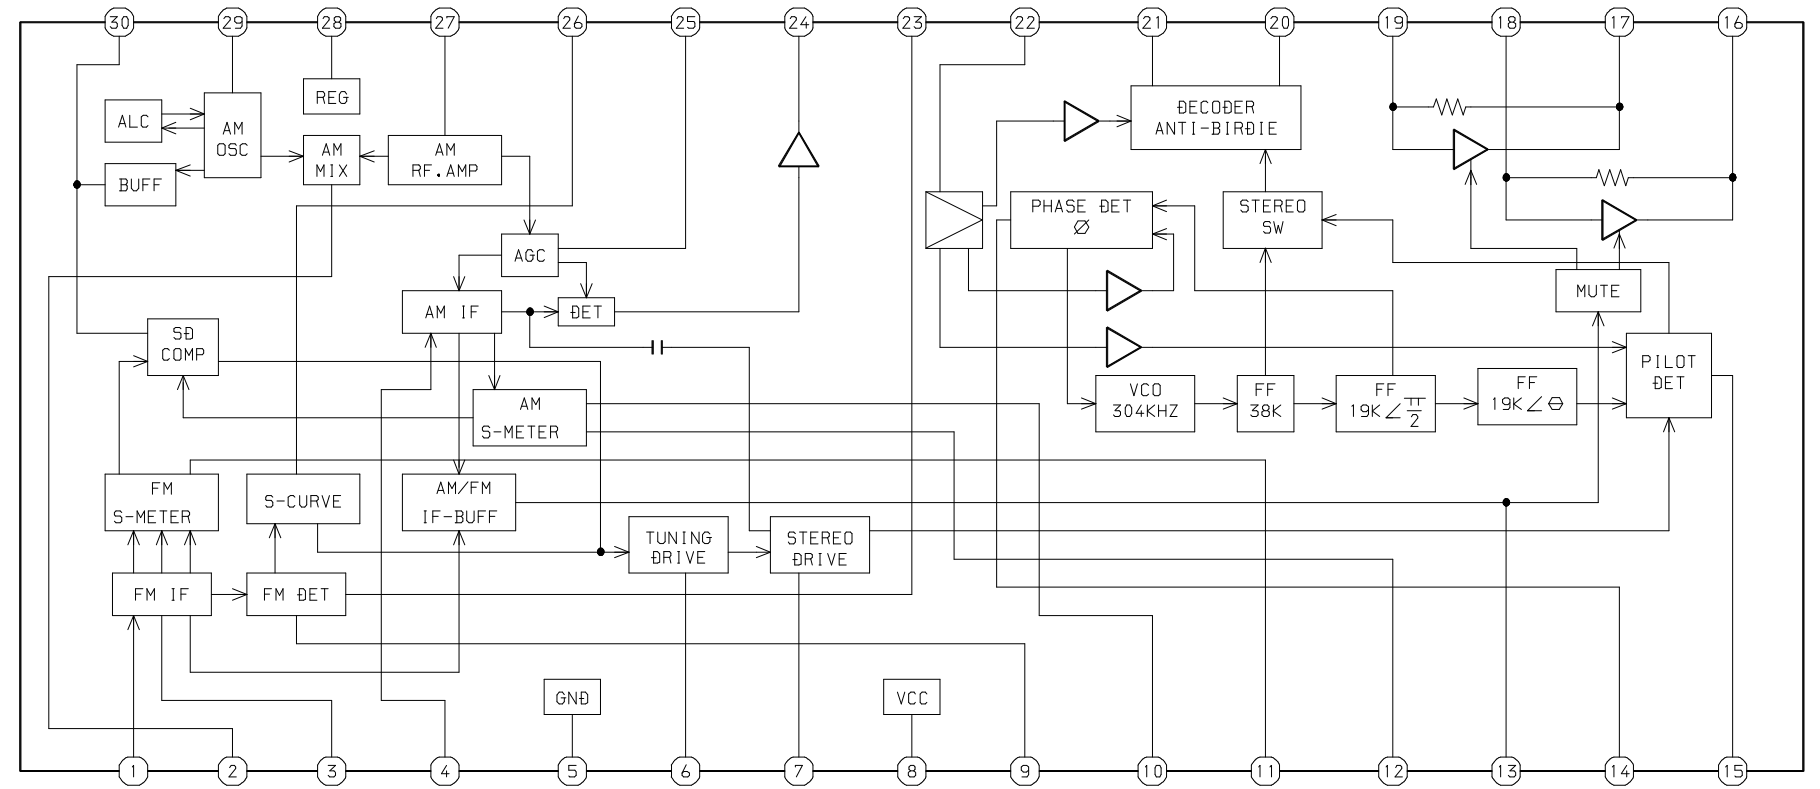 30 29 28 27 26 25 24 23 22 21 20 19 18 17 16
REG
ALC
AM
OSC
DECODER
ANTI-BIRDIE
AM
MIX
AM
RF.AMP
BUFF
PHASE DET
Ø
STEREO
SW
AGC
MUTE
AM IF
DET
SD
COMP
PILOT
DET
AM
S-METER
VCO
304KHZ
FF
38K
FF
19K∠π/2
FF
19K∠Θ
FM
S-METER
S-CURVE
AM/FM
IF-BUFF
TUNING
DRIVE
STEREO
DRIVE
FM IF
FM DET
GND
VCC
1 2 3 4 5 6 7 8 9 10 11 12 13 14 15